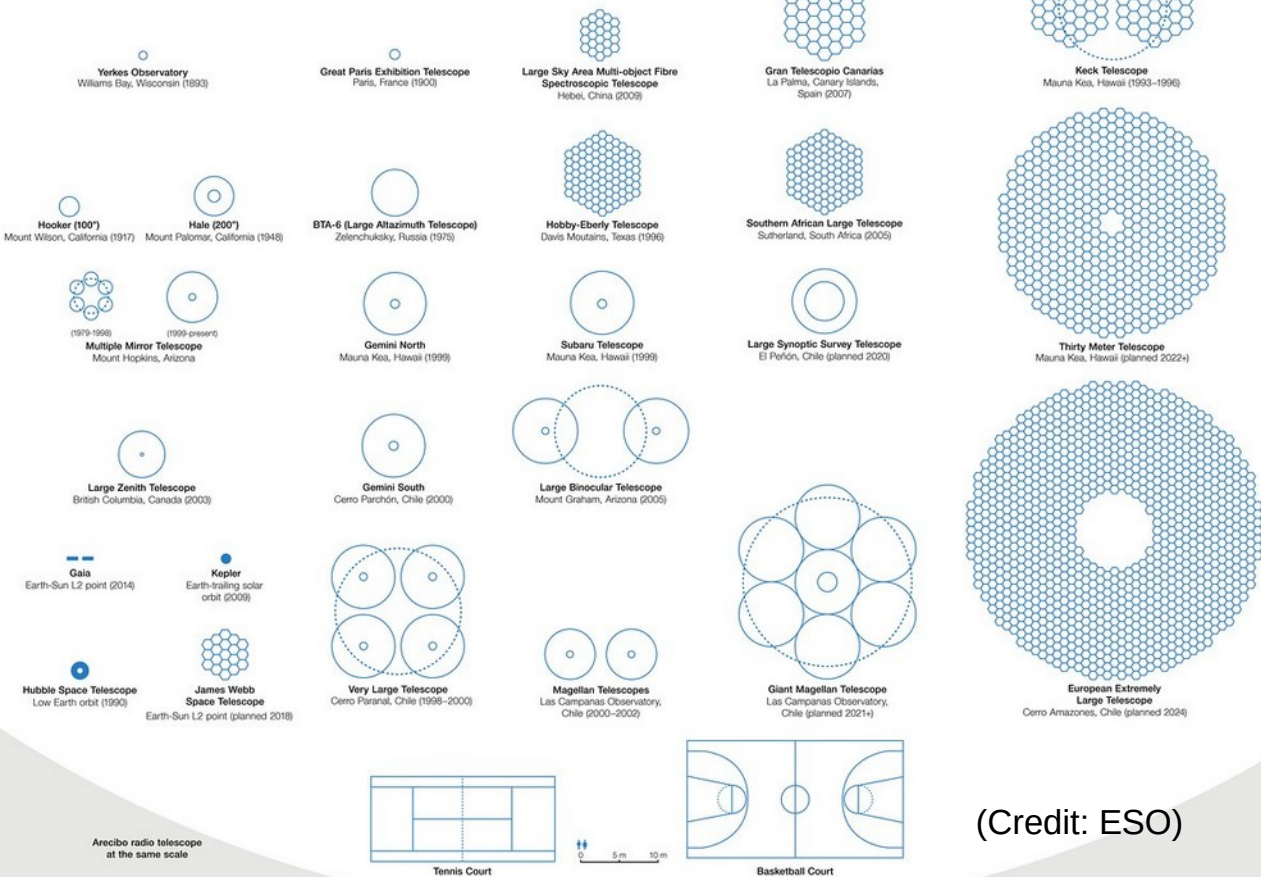 Yerkes Observatory
Williams Bay, Wisconsin (1893)
Great Paris Exhibition Telescope
Paris, France (1900)
Large Sky Area Multi-object Fibre
Spectroscopic Telescope
Hebei, China (2009)
Gran Telescopio Canarias
La Palma, Canary Islands,
Spain (2007)
Keck Telescope
Mauna Kea, Hawaii (1993–1996)
Hooker (100")
Mount Wilson, California (1917)
Hale (200")
Mount Palomar, California (1948)
BTA-6 (Large Altazimuth Telescope)
Zelenchuksky, Russia (1975)
Hobby-Eberly Telescope
Davis Moutains, Texas (1996)
Southern African Large Telescope
Sutherland, South Africa (2005)
(1979-1998)
(1999-present)
Multiple Mirror Telescope
Mount Hopkins, Arizona
Gemini North
Mauna Kea, Hawaii (1999)
Subaru Telescope
Mauna Kea, Hawaii (1999)
Large Synoptic Survey Telescope
El Peñón, Chile (planned 2020)
Thirty Meter Telescope
Mauna Kea, Hawaii (planned 2022+)
Large Zenith Telescope
British Columbia, Canada (2003)
Gemini South
Cerro Parchón, Chile (2000)
Large Binocular Telescope
Mount Graham, Arizona (2005)
Gaia
Earth-Sun L2 point (2014)
Kepler
Earth-trailing solar
orbit (2009)
Hubble Space Telescope
Low Earth orbit (1990)
James Webb
Space Telescope
Earth-Sun L2 point (planned 2018)
Very Large Telescope
Cerro Paranal, Chile (1998–2000)
Magellan Telescopes
Las Campanas Observatory,
Chile (2000–2002)
Giant Magellan Telescope
Las Campanas Observatory,
Chile (planned 2021+)
European Extremely
Large Telescope
Cerro Amazones, Chile (planned 2024)
Arecibo radio telescope
at the same scale
Tennis Court
0 5 m 10 m
Basketball Court
(Credit: ESO)